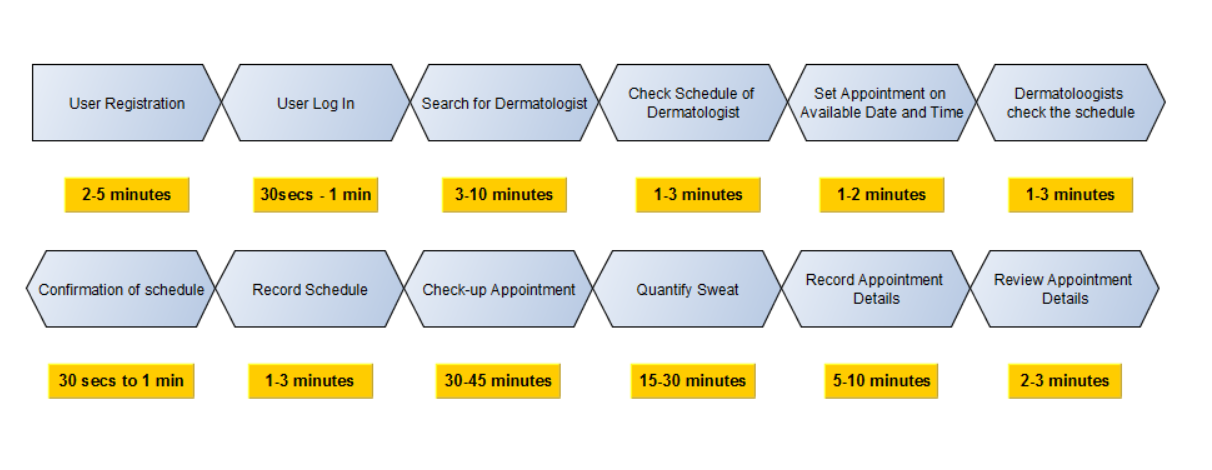 User Registration
User Log In
Search for Dermatologist
Check Schedule of
Dermatologist
Set Appointment on
Available Date and Time
Dermatoloogists
check the schedule
2-5 minutes
30secs - 1 min
3-10 minutes
1-3 minutes
1-2 minutes
1-3 minutes
Confirmation of schedule
Record Schedule
Check-up Appointment
Quantify Sweat
Record Appointment
Details
Review Appointment
Details
30 secs to 1 min
1-3 minutes
30-45 minutes
15-30 minutes
5-10 minutes
2-3 minutes